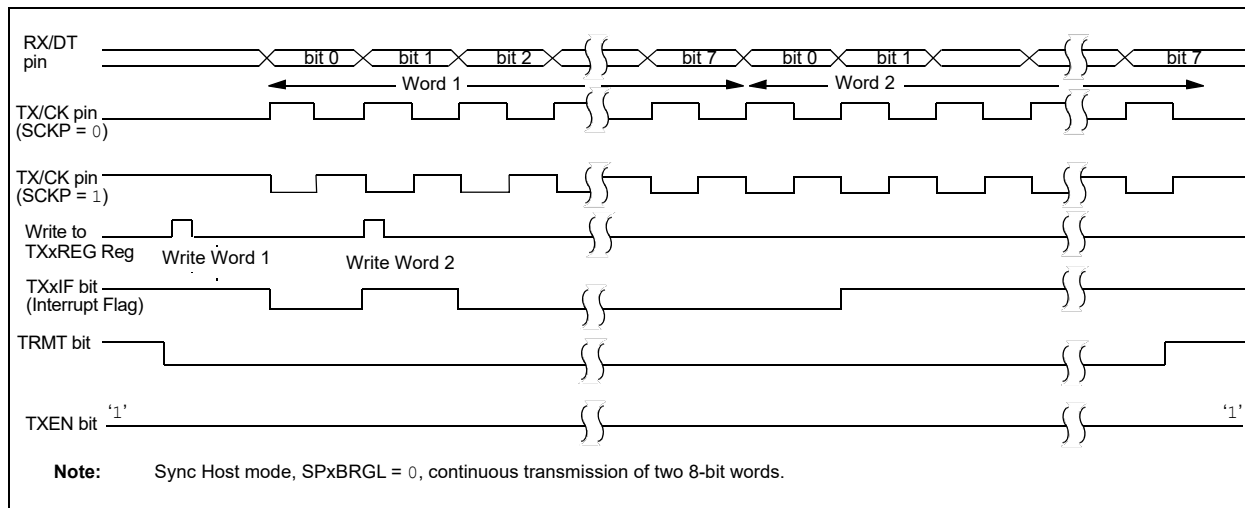 RX/DT
pin
bit 0 bit 1 bit 2 bit 7 bit 0 bit 1 bit 7
Word 1 Word 2
TX/CK pin
(SCKP = 0)
TX/CK pin
(SCKP = 1)
Write to
TXxREG Reg
Write Word 1 Write Word 2
TXxIF bit
(Interrupt Flag)
TRMT bit
‘1’ ‘1’
TXEN bit
Note: Sync Host mode, SPxBRGL = 0, continuous transmission of two 8-bit words.